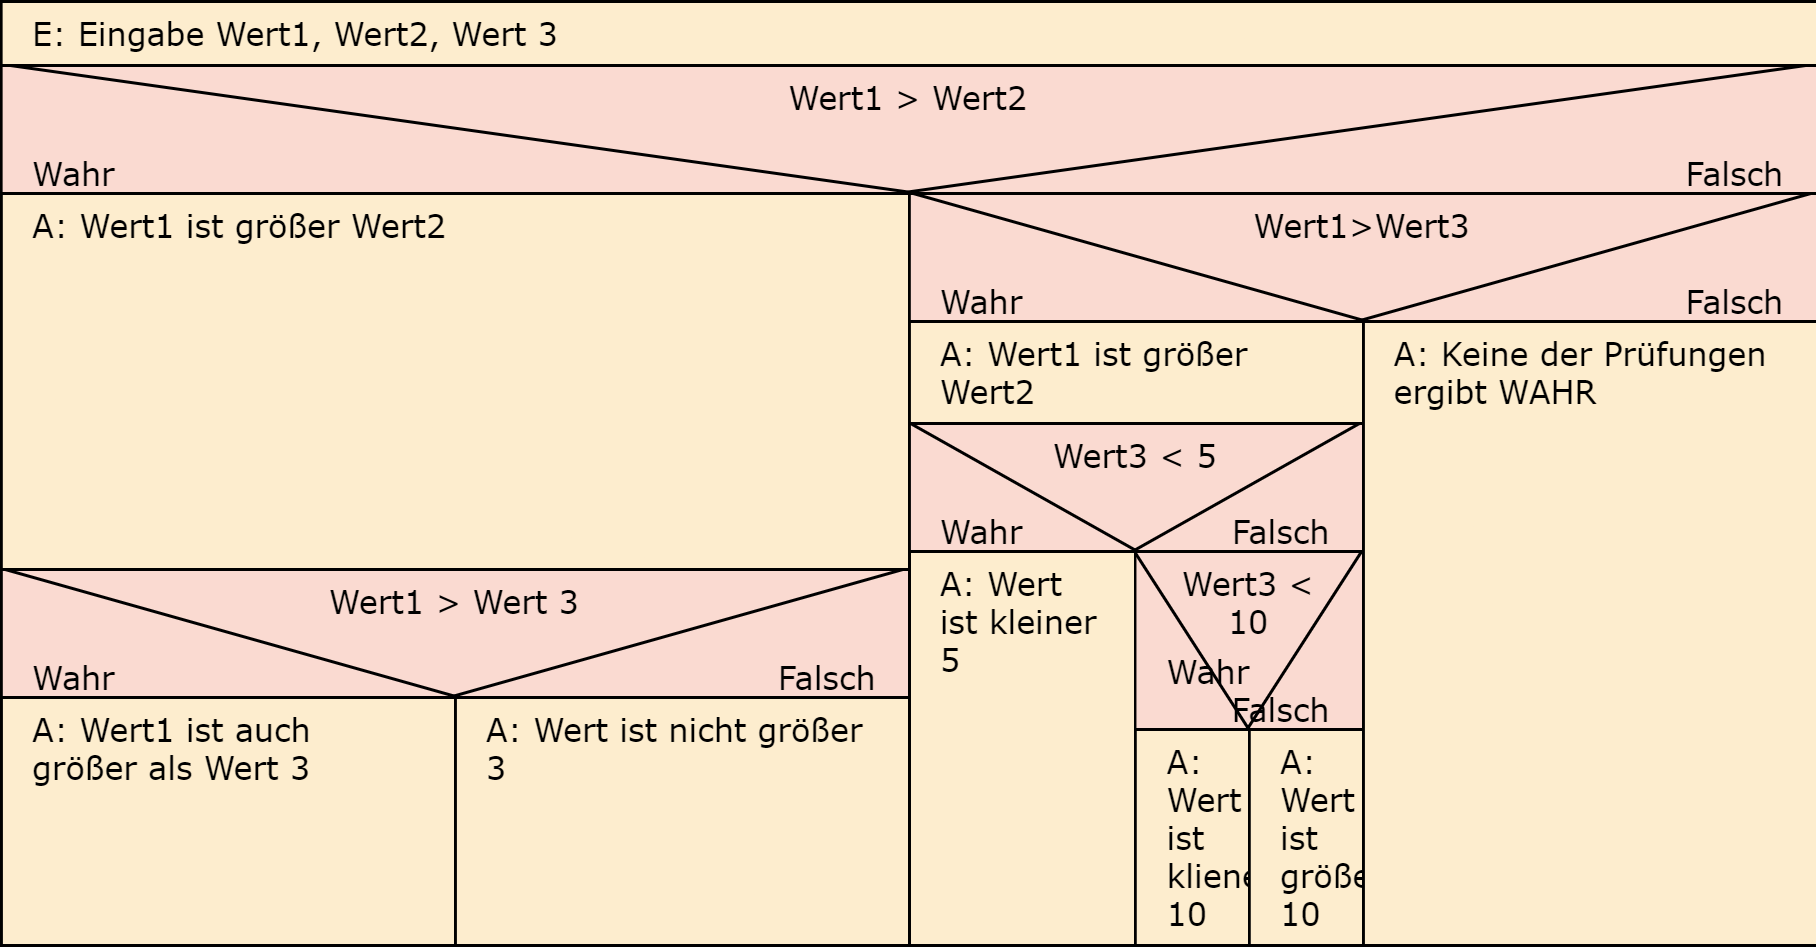 E: Eingabe Wert1, Wert2, Wert 3
Wert1 > Wert2
Wahr
Falsch
A: Wert1 ist größer Wert2
Wert1 > Wert 3
Wahr
Falsch
A: Wert1 ist auch
größer als Wert 3
A: Wert ist nicht größer
3
Wert1>Wert3
Wahr
Falsch
A: Wert1 ist größer
Wert2
Wert3 < 5
Wahr
Falsch
A: Wert
ist kleiner
5
Wert3 <
10
Wahr
Falsch
A:
Wert
ist
kliene
10
A:
Wert
ist
größe
10
A: Keine der Prüfungen
ergibt WAHR